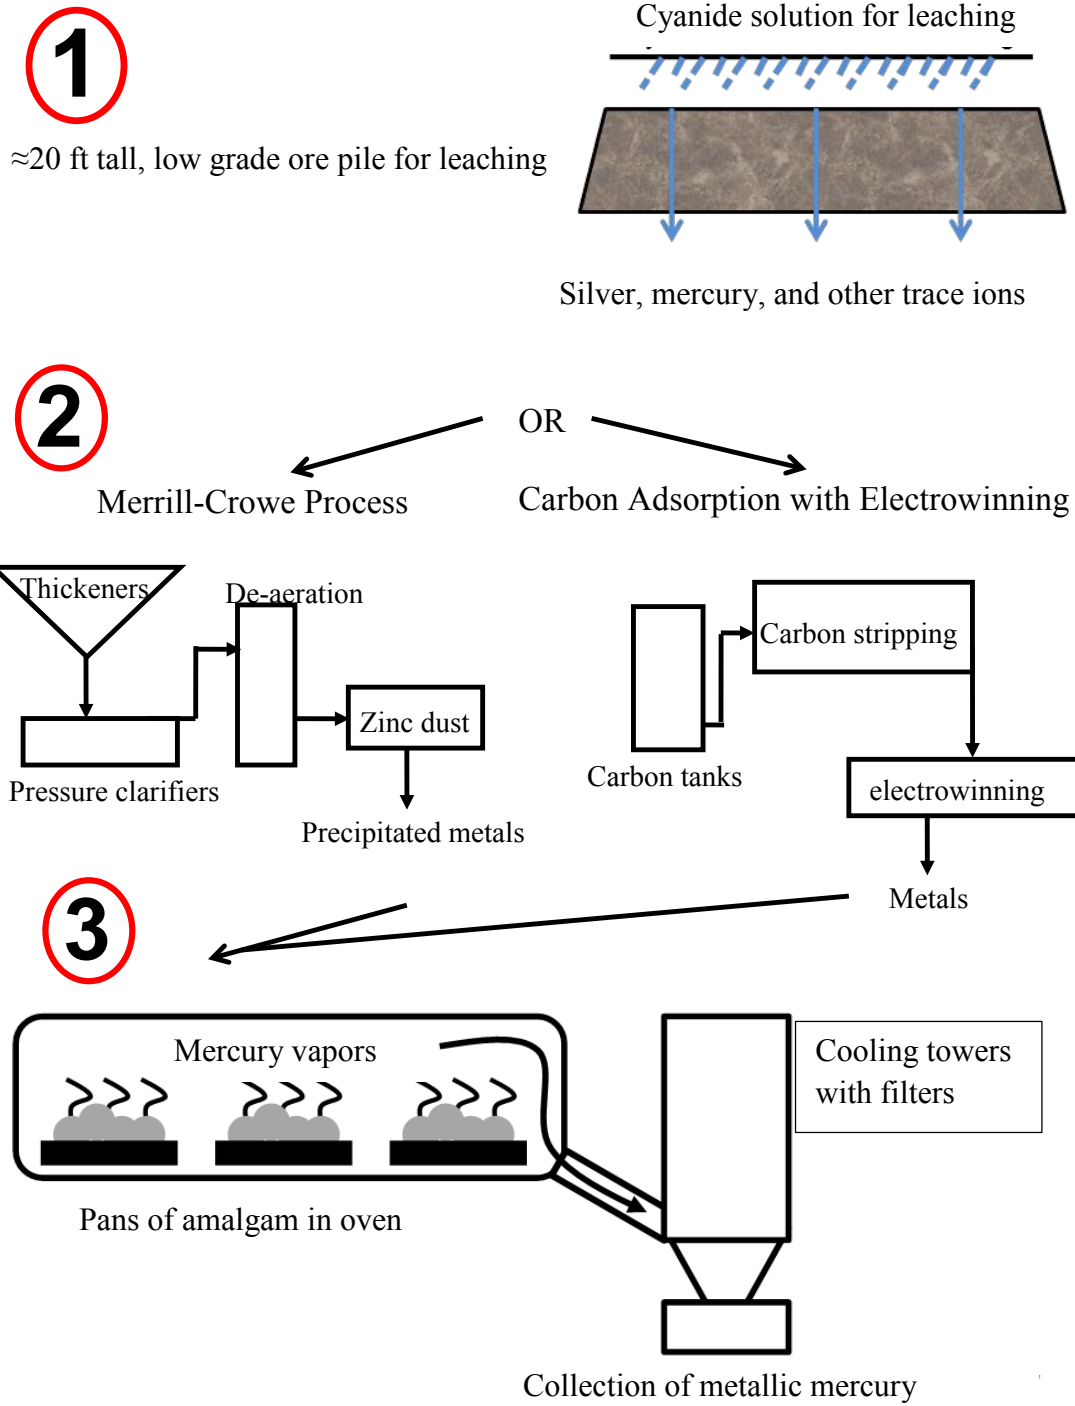 1
Cyanide solution for leaching
≈20 ft tall, low grade ore pile for leaching
Silver, mercury, and other trace ions
2
OR
Merrill-Crowe Process
Carbon Adsorption with Electrowinning
Thickeners
De-aeration
Carbon stripping
Zinc dust
Pressure clarifiers
Carbon tanks
electrowinning
Precipitated metals
Metals
3
Mercury vapors
Cooling towers
with filters
Pans of amalgam in oven
Collection of metallic mercury